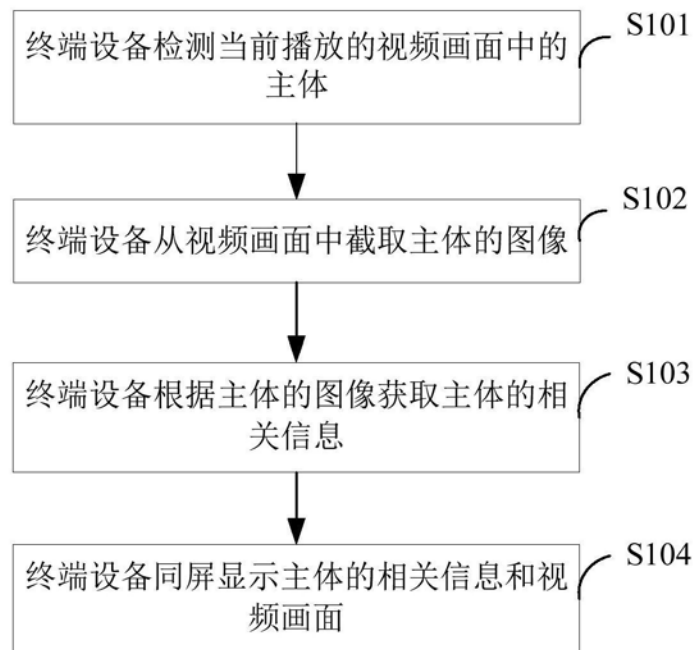 终端设备检测当前播放的视频画面中的
主体
S101
终端设备从视频画面中截取主体的图像
S102
终端设备根据主体的图像获取主体的相
关信息
S103
终端设备同屏显示主体的相关信息和视
频画面
S104